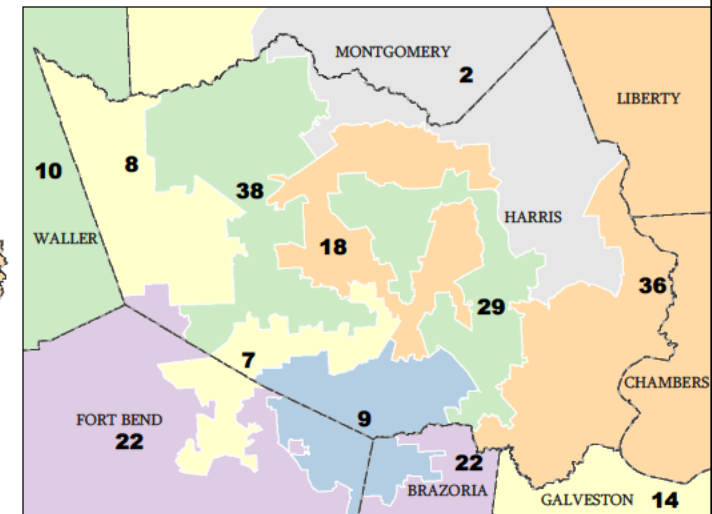 MONTGOMERY
2
LIBERTY
10
8
38
HARRIS
WALLER
18
36
29
7
CHAMBERS
FORT BEND
22
9
22
BRAZORIA
GALVESTON 14